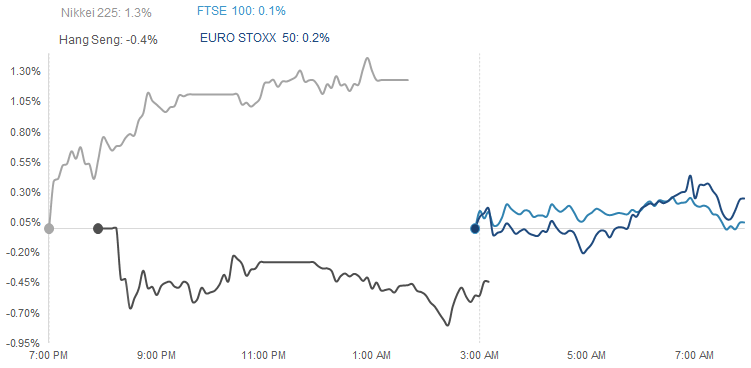 Nikkei 225: 1.3%
FTSE 100: 0.1%
Hang Seng: -0.4%
EURO STOXX 50: 0.2%
1.30%
1.05%
0.80%
0.55%
0.30%
0.05%
-0.20%
-0.45%
-0.70%
-0.95%
7:00 PM
9:00 PM
11:00 PM
1:00 AM
3:00 AM
5:00 AM
7:00 AM